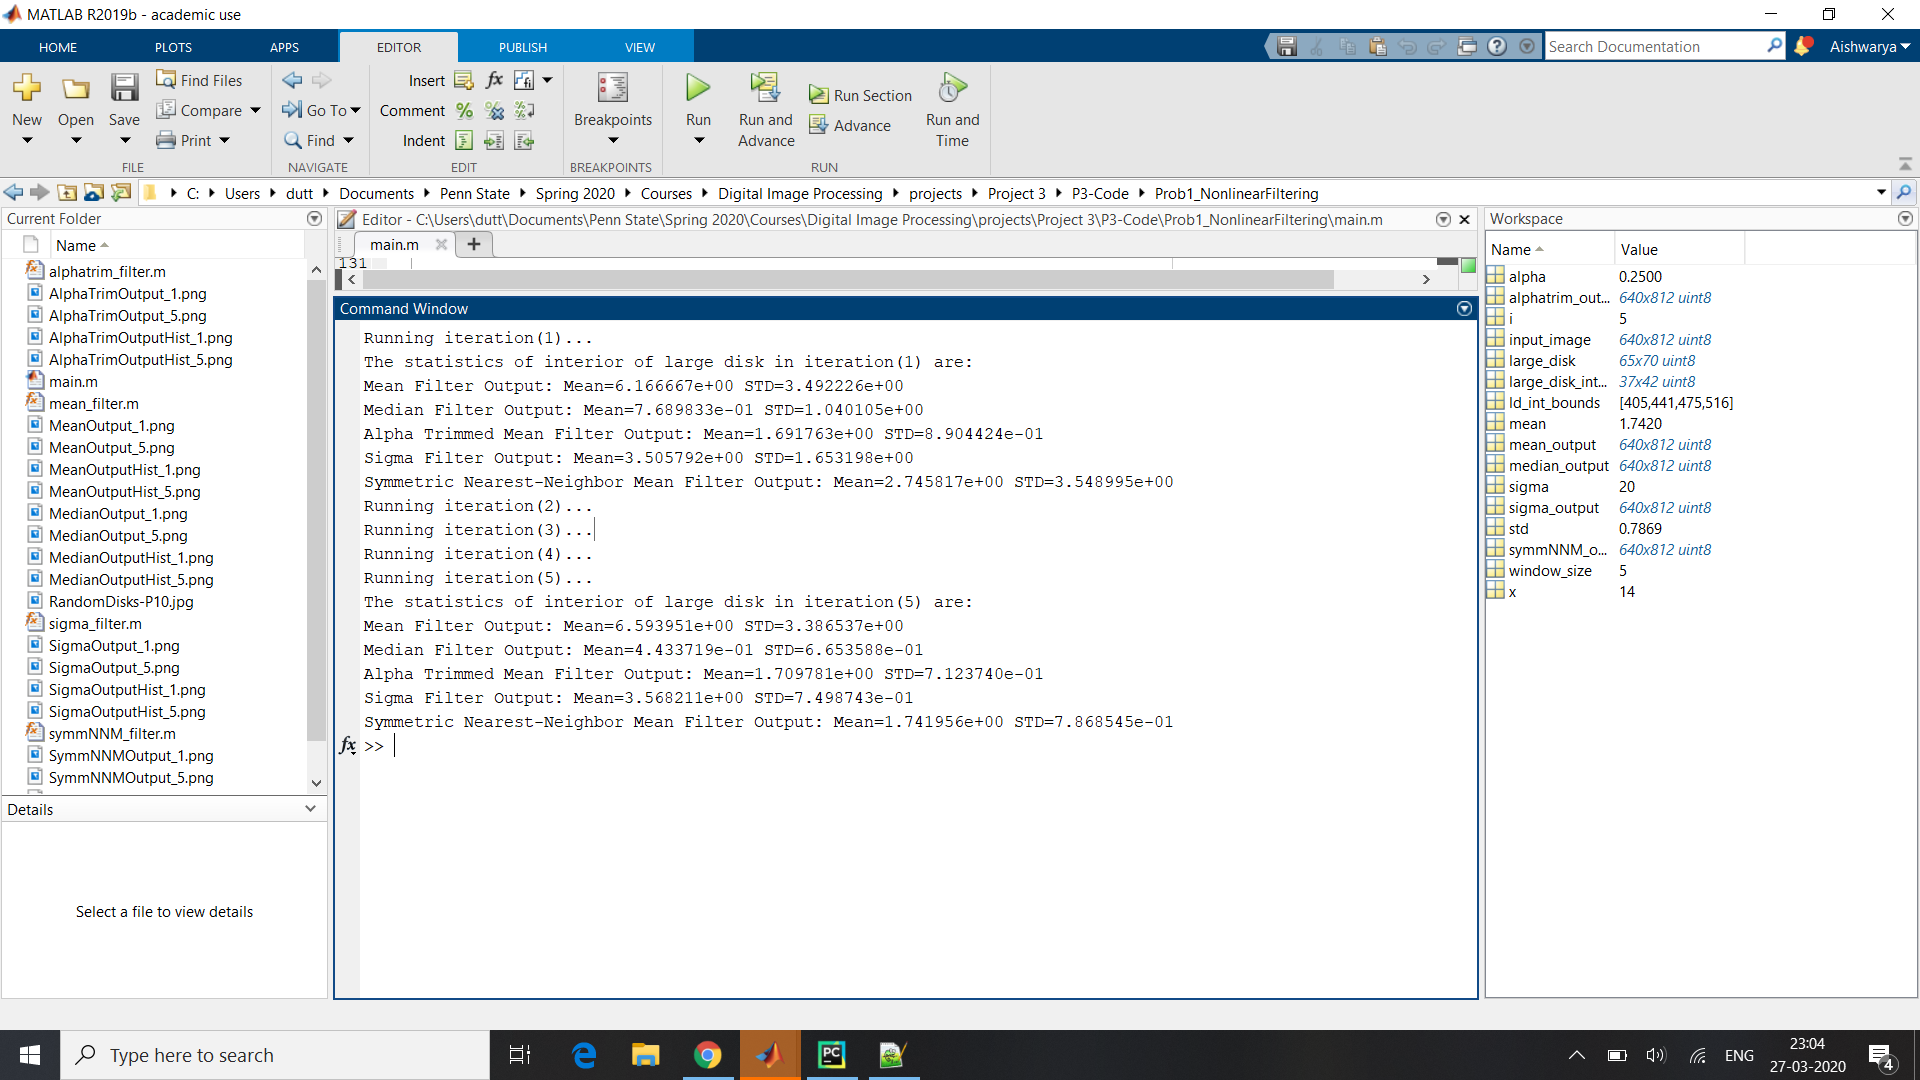 MATLAB R2019b - academic use
HOME PLOTS APPS EDITOR PUBLISH VIEW
Search Documentation
Aishwarya
New Open Save
Find Files
Compare
Print
FILE
Go To
Find
NAVIGATE
Insert
Comment
Indent
EDIT
Breakpoints
BREAKPOINTS
Run
Run and Advance
Run Section
Advance
Run and Time
RUN
C: Users dutt Documents Penn State Spring 2020 Courses Digital Image Processing projects Project 3 P3-Code Prob1_NonlinearFiltering
Current Folder
Name
alphatrim_filter.m
AlphaTrimOutput_1.png
AlphaTrimOutput_5.png
AlphaTrimOutputHist_1.png
AlphaTrimOutputHist_5.png
main.m
mean_filter.m
MeanOutput_1.png
MeanOutput_5.png
MeanOutputHist_1.png
MeanOutputHist_5.png
MedianOutput_1.png
MedianOutput_5.png
MedianOutputHist_1.png
MedianOutputHist_5.png
RandomDisks-P10.jpg
sigma_filter.m
SigmaOutput_1.png
SigmaOutput_5.png
SigmaOutputHist_1.png
SigmaOutputHist_5.png
symmNNM_filter.m
SymmNNMOutput_1.png
SymmNNMOutput_5.png
Details
Select a file to view details
Editor - C:\Users\dutt\Documents\Penn State\Spring 2020\Courses\Digital Image Processing\projects\Project 3\P3-Code\Prob1_NonlinearFiltering\main.m
main.m
131
Command Window
Running iteration(1)...
The statistics of interior of large disk in iteration(1) are:
Mean Filter Output: Mean=6.166667e+00 STD=3.492226e+00
Median Filter Output: Mean=7.689833e-01 STD=1.040105e+00
Alpha Trimmed Mean Filter Output: Mean=1.691763e+00 STD=8.904424e-01
Sigma Filter Output: Mean=3.505792e+00 STD=1.653198e+00
Symmetric Nearest-Neighbor Mean Filter Output: Mean=2.745817e+00 STD=3.548995e+00
Running iteration(2)...
Running iteration(3)...
Running iteration(4)...
Running iteration(5)...
The statistics of interior of large disk in iteration(5) are:
Mean Filter Output: Mean=6.593951e+00 STD=3.386537e+00
Median Filter Output: Mean=4.433719e-01 STD=6.653588e-01
Alpha Trimmed Mean Filter Output: Mean=1.709781e+00 STD=7.123740e-01
Sigma Filter Output: Mean=3.568211e+00 STD=7.498743e-01
Symmetric Nearest-Neighbor Mean Filter Output: Mean=1.741956e+00 STD=7.868545e-01
fx >>
Workspace
Name Value
alpha 0.2500
alphatrim_out... 640x812 uint8
i 5
input_image 640x812 uint8
large_disk 65x70 uint8
large_disk_int... 37x42 uint8
ld_int_bounds [405,441,475,516]
mean 1.7420
mean_output 640x812 uint8
median_output 640x812 uint8
sigma 20
sigma_output 640x812 uint8
std 0.7869
symmNNM_o... 640x812 uint8
window_size 5
x 14
Type here to search
ENG
23:04
27-03-2020
4